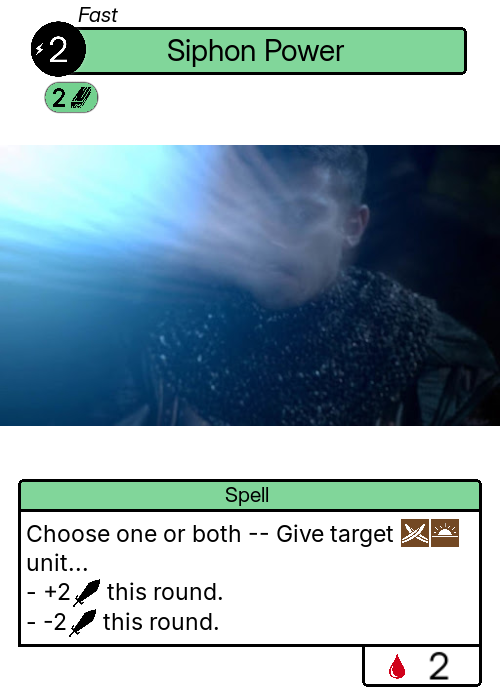 Fast
2 Siphon Power
2
Spell
Choose one or both -- Give target
unit...
- +2 this round.
- -2 this round.
2